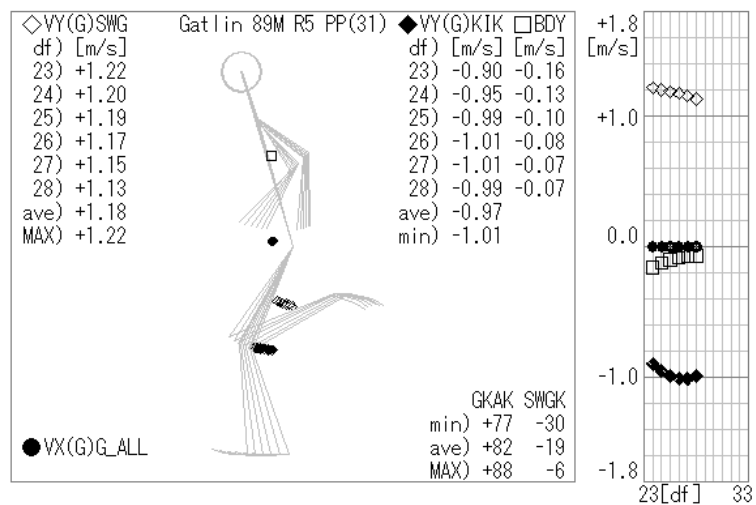 ◇VY(G)SWG Gatlin 89M R5 PP(31) ◆VY(G)KIK □BDY
df) [m/s] df) [m/s] [m/s]
23) +1.22 23) -0.90 -0.16
24) +1.20 24) -0.95 -0.13
25) +1.19 25) -0.99 -0.10
26) +1.17 26) -1.01 -0.08
27) +1.15 27) -1.01 -0.07
28) +1.13 28) -0.99 -0.07
ave) +1.18 ave) -0.97
MAX) +1.22 min) -1.01
GKAK SWGK
min) +77 -30
ave) +82 -19
●VX(G)G_ALL
MAX) +88 -6
+1.8
[m/s]
+1.0
0.0
-1.0
-1.8
23[df] 33